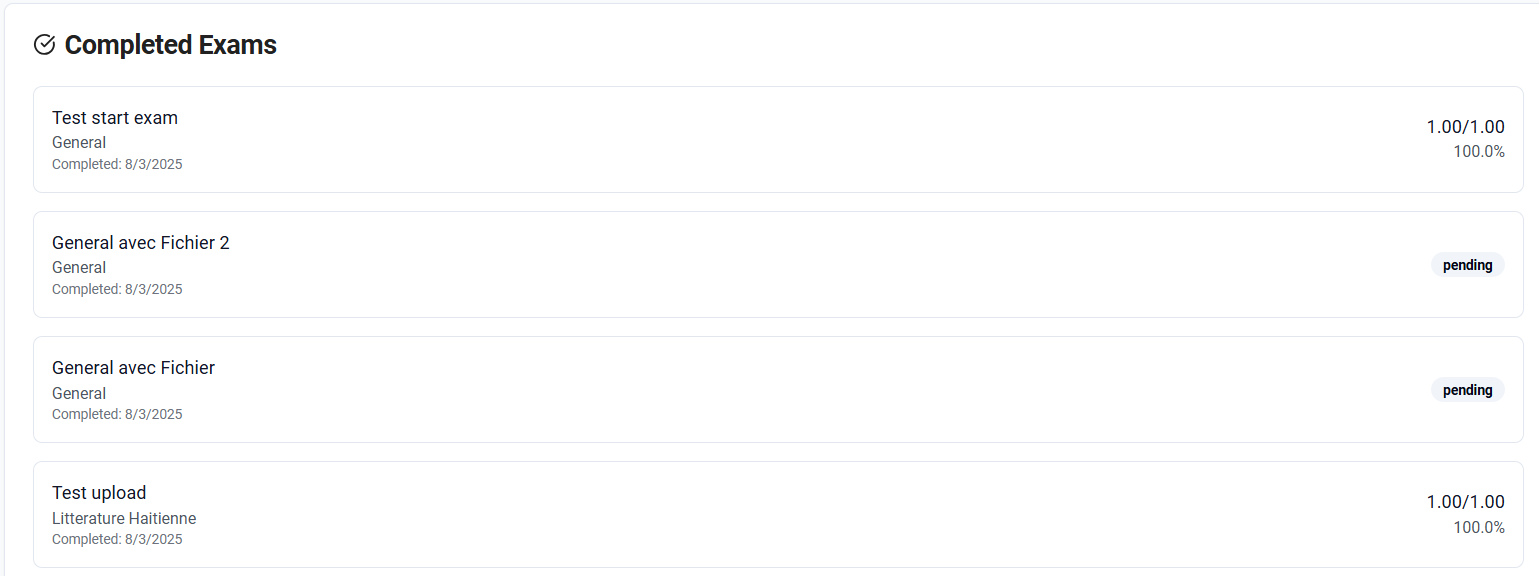 Completed Exams
Test start exam
General
Completed: 8/3/2025
1.00/1.00
100.0%
General avec Fichier 2
General
Completed: 8/3/2025
pending
General avec Fichier
General
Completed: 8/3/2025
pending
Test upload
Litterature Haitienne
Completed: 8/3/2025
1.00/1.00
100.0%